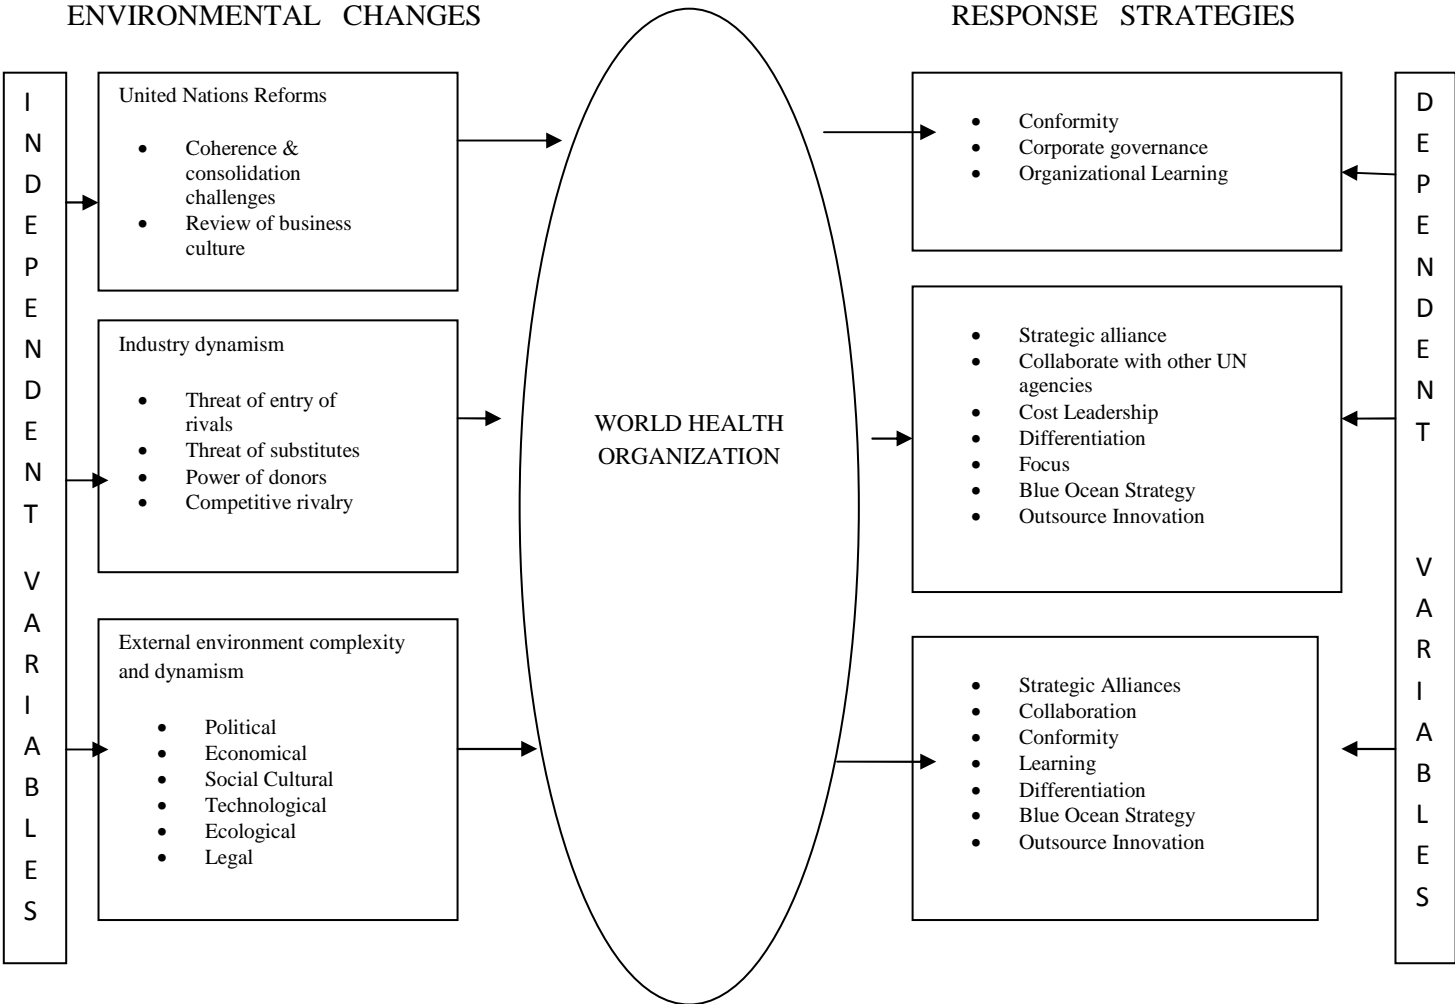 ENVIRONMENTAL CHANGES
RESPONSE STRATEGIES
INDEPENDENT VARIABLES
United Nations Reforms
• Coherence &
consolidation
challenges
• Review of business
culture
Industry dynamism
• Threat of entry of
rivals
• Threat of substitutes
• Power of donors
• Competitive rivalry
External environment complexity
and dynamism
• Political
• Economical
• Social Cultural
• Technological
• Ecological
• Legal
WORLD HEALTH
ORGANIZATION
• Conformity
• Corporate governance
• Organizational Learning
• Strategic alliance
• Collaborate with other UN
agencies
• Cost Leadership
• Differentiation
• Focus
• Blue Ocean Strategy
• Outsource Innovation
• Strategic Alliances
• Collaboration
• Conformity
• Learning
• Differentiation
• Blue Ocean Strategy
• Outsource Innovation
DEPENDENT VARIABLES